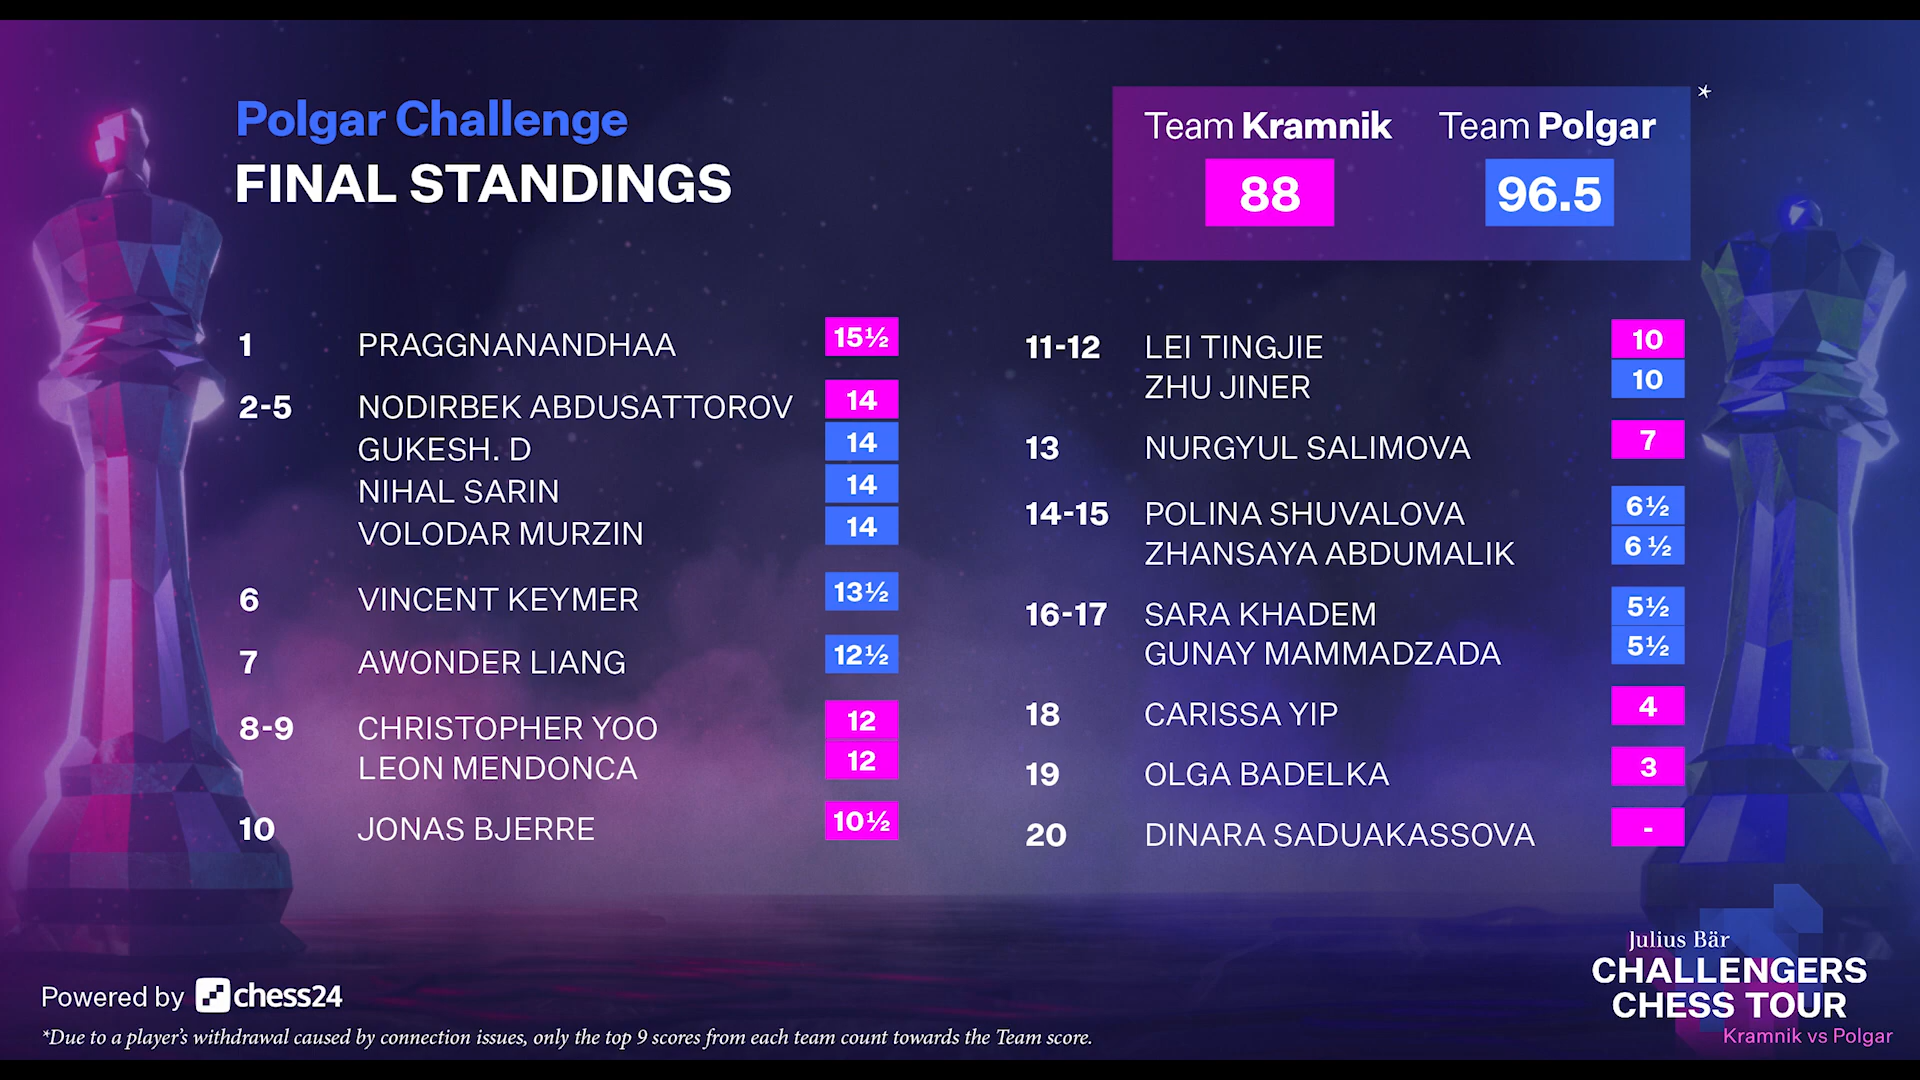 Polgar Challenge
FINAL STANDINGS
Team Kramnik Team Polgar *
88 96.5
1 PRAGGNANANDHAA 15½
2-5 NODIRBEK ABDUSATTOROV 14
GUKESH. D 14
NIHAL SARIN 14
VOLODAR MURZIN 14
6 VINCENT KEYMER 13½
7 AWONDER LIANG 12½
8-9 CHRISTOPHER YOO 12
LEON MENDONCA 12
10 JONAS BJERRE 10½
11-12 LEI TINGJIE 10
ZHU JINER 10
13 NURGYUL SALIMOVA 7
14-15 POLINA SHUVALOVA 6½
ZHANSAYA ABDUMALIK 6 ½
16-17 SARA KHADEM 5½
GUNAY MAMMADZADA 5½
18 CARISSA YIP 4
19 OLGA BADELKA 3
20 DINARA SADUAKASSOVA -
Powered by chess24
*Due to a player's withdrawal caused by connection issues, only the top 9 scores from each team count towards the Team score.
Julius Bär
CHALLENGERS
CHESS TOUR
Kramnik vs Polgar